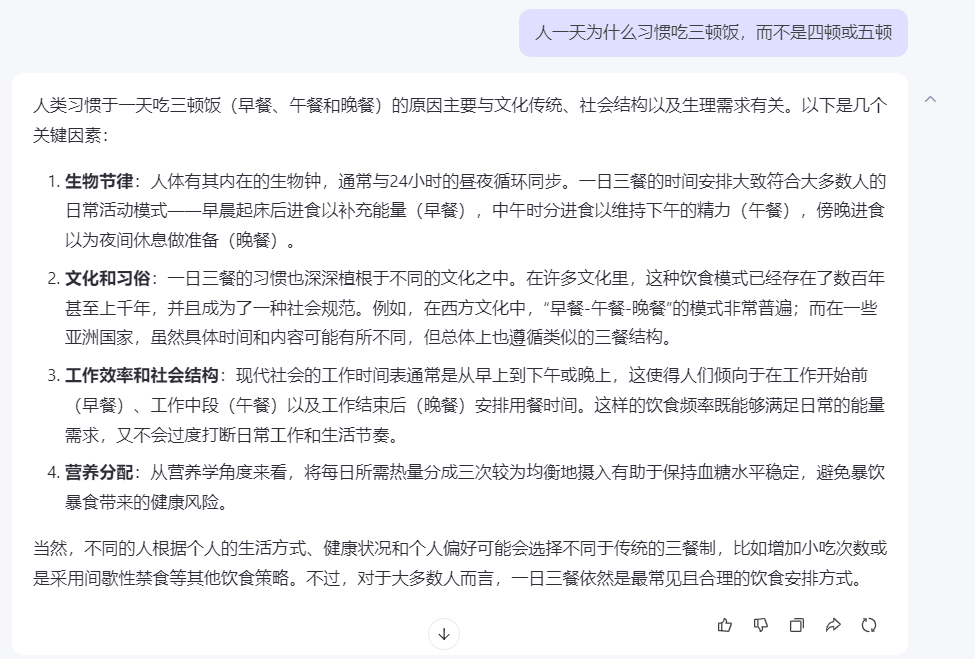 人一天为什么习惯吃三顿饭，而不是四顿或五顿
人类习惯于一天吃三顿饭（早餐、午餐和晚餐）的原因主要与文化传统、社会结构以及生理需求有关。以下是几个
关键因素：
1. 生物节律：人体有其内在的生物钟，通常与24小时的昼夜循环同步。一日三餐的时间安排大致符合大多数人的
日常活动模式——早晨起床后进食以补充能量（早餐），中午时分进食以维持下午的精力（午餐），傍晚进食
以为夜间休息做准备（晚餐）。
2. 文化和习俗：一日三餐的习惯也深深植根于不同的文化之中。在许多文化里，这种饮食模式已经存在了数百年
甚至上千年，并且成为了一种社会规范。例如，在西方文化中，“早餐-午餐-晚餐”的模式非常普遍；而在一些
亚洲国家，虽然具体时间和内容可能有所不同，但总体上也遵循类似的三餐结构。
3. 工作效率和社会结构：现代社会的工作时间表通常是从早上到下午或晚上，这使得人们倾向于在工作开始前
（早餐）、工作中段（午餐）以及工作结束后（晚餐）安排用餐时间。这样的饮食频率既能够满足日常的能量
需求，又不会过度打断日常工作和生活节奏。
4. 营养分配：从营养学角度来看，将每日所需热量分成三次较为均衡地摄入有助于保持血糖水平稳定，避免暴饮
暴食带来的健康风险。
当然，不同的人根据个人的生活方式、健康状况和个人偏好可能会选择不同于传统的三餐制，比如增加小吃次数或
是采用间歇性禁食等其他饮食策略。不过，对于大多数人而言，一日三餐依然是最常见且合理的饮食安排方式。